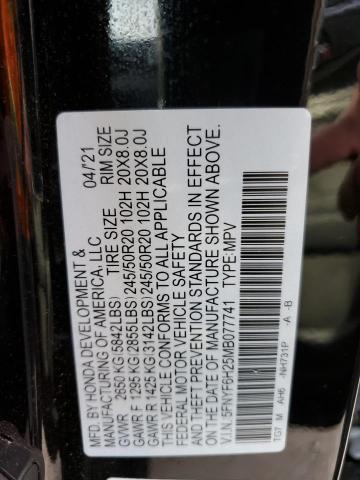 MFD. BY HONDA DEVELOPMENT & 04/21
MANUFACTURING OF AMERICA, LLC
GVWR 2650 KG (5842LBS) TIRE SIZE RIM SIZE
GAWR F 1295 KG (2855LBS) 245/50R20 102H 20X8.0J
GAWR R 1425 KG (3142LBS) 245/50R20 102H 20X8.0J
THIS VEHICLE CONFORMS TO ALL APPLICABLE
FEDERAL MOTOR VEHICLE SAFETY
AND THEFT PREVENTION STANDARDS IN EFFECT
ON THE DATE OF MANUFACTURE SHOWN ABOVE.
V.I.N. 5FNYF6H25MB077741 TYPE:MPV
TG7 M AH6 -NH731P -A -B